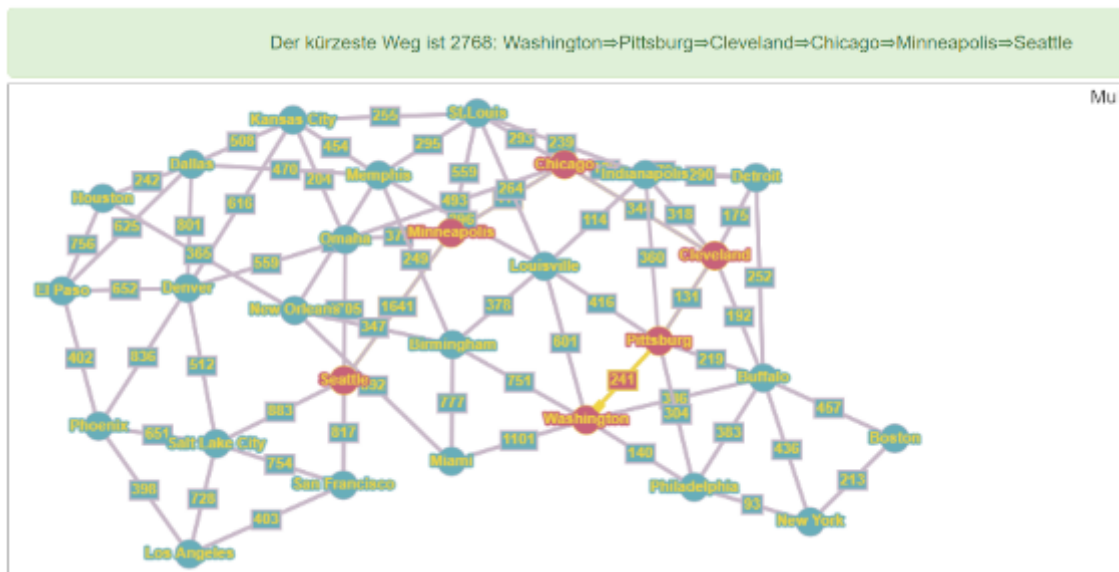 Der kürzeste Weg ist 2768: Washington⇒Pittsburg⇒Cleveland⇒Chicago⇒Minneapolis⇒Seattle
Mu
Kansas City
255
St.Louis
508
454
295
293
239
Dallas
470
Memphis
Chicago
Indianapolis
290
Detroit
242
204
559
264
Houston
616
493
344
318
175
625
801
114
756
365
Omaha
Minneapolis
360
Cleveland
559
249
Louisville
252
El Paso
652
Denver
New Orleans
1641
378
416
131
192
347
Birmingham
601
Pittsburg
219
402
836
512
Seattle
751
241
Buffalo
883
777
304
457
Phoenix
651
Salt Lake City
817
1101
Washington
383
436
Boston
754
Miami
140
398
728
San Francisco
Philadelphia
213
403
93
New York
Los Angeles